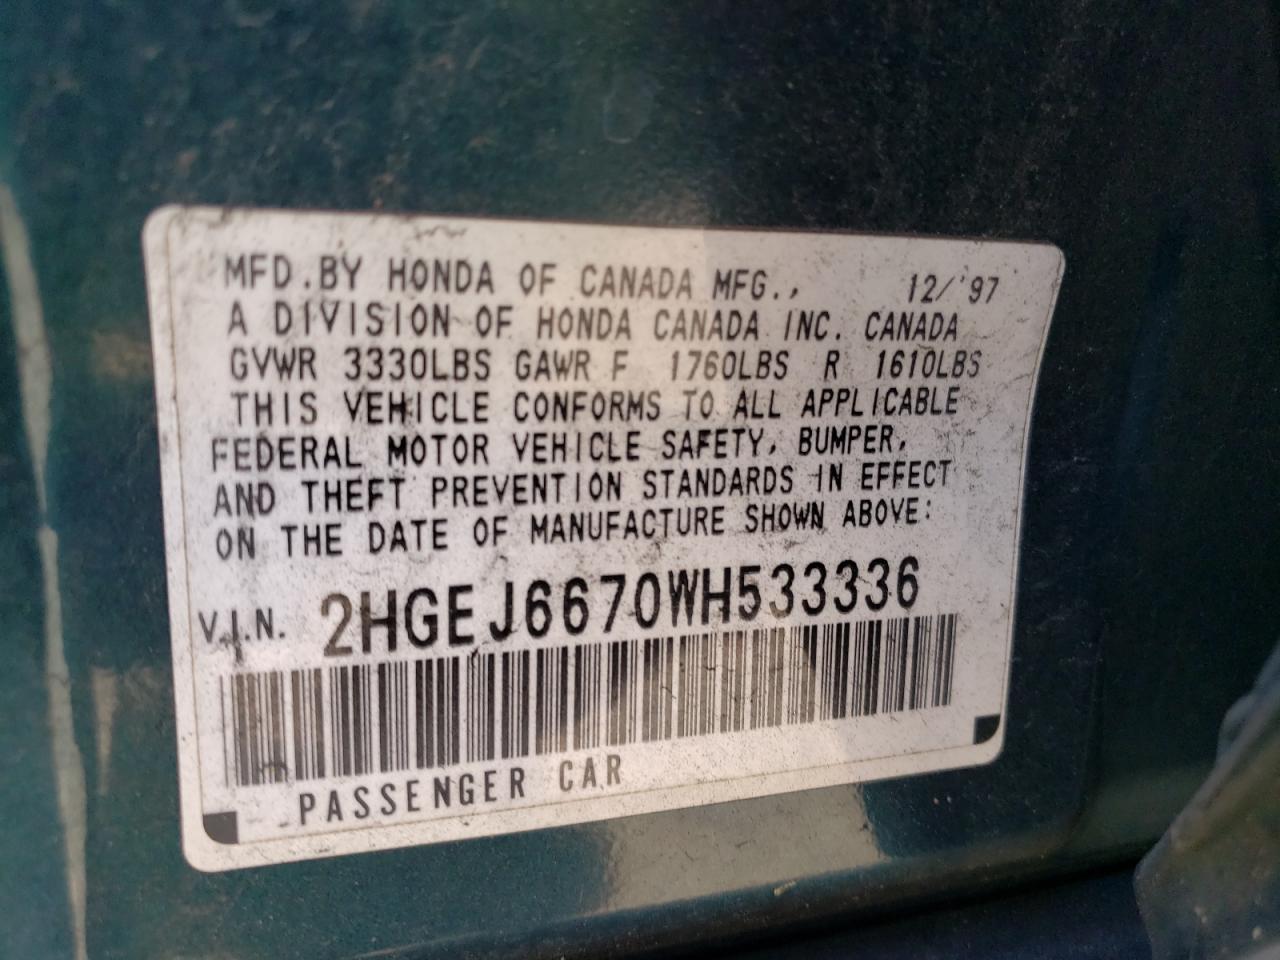 MFD.BY HONDA OF CANADA MFG., 12/'97
A DIVISION OF HONDA CANADA INC. CANADA
GVWR 3330LBS GAWR F 1760LBS R 1610LBS
THIS VEHICLE CONFORMS TO ALL APPLICABLE
FEDERAL MOTOR VEHICLE SAFETY, BUMPER,
AND THEFT PREVENTION STANDARDS IN EFFECT
ON THE DATE OF MANUFACTURE SHOWN ABOVE:
V.I.N. 2HGEJ6670WH533336
PASSENGER CAR